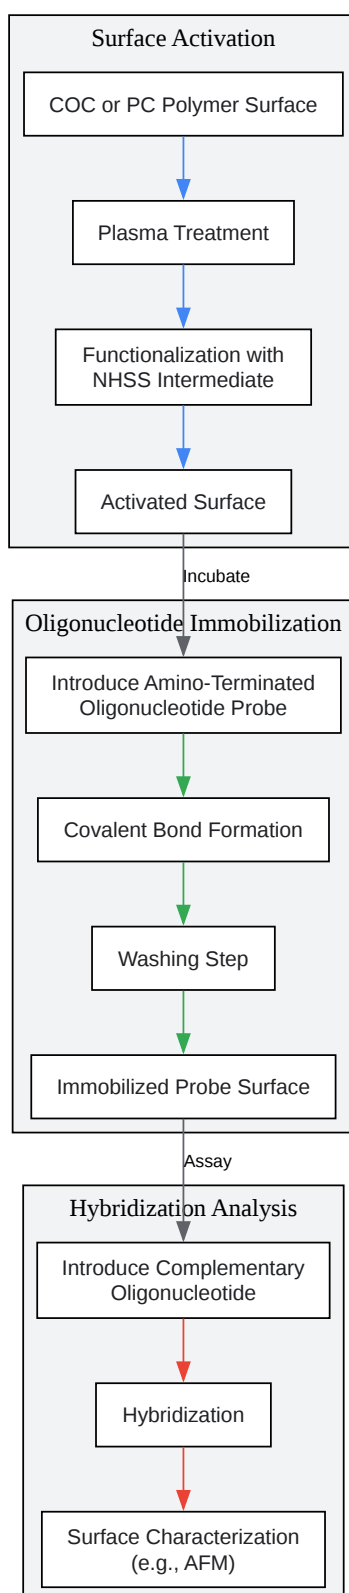 Surface Activation
COC or PC Polymer Surface
Plasma Treatment
Functionalization with
NHSS Intermediate
Activated Surface
Incubate
Oligonucleotide Immobilization
Introduce Amino-Terminated
Oligonucleotide Probe
Covalent Bond Formation
Washing Step
Immobilized Probe Surface
Assay
Hybridization Analysis
Introduce Complementary
Oligonucleotide
Hybridization
Surface Characterization
(e.g., AFM)